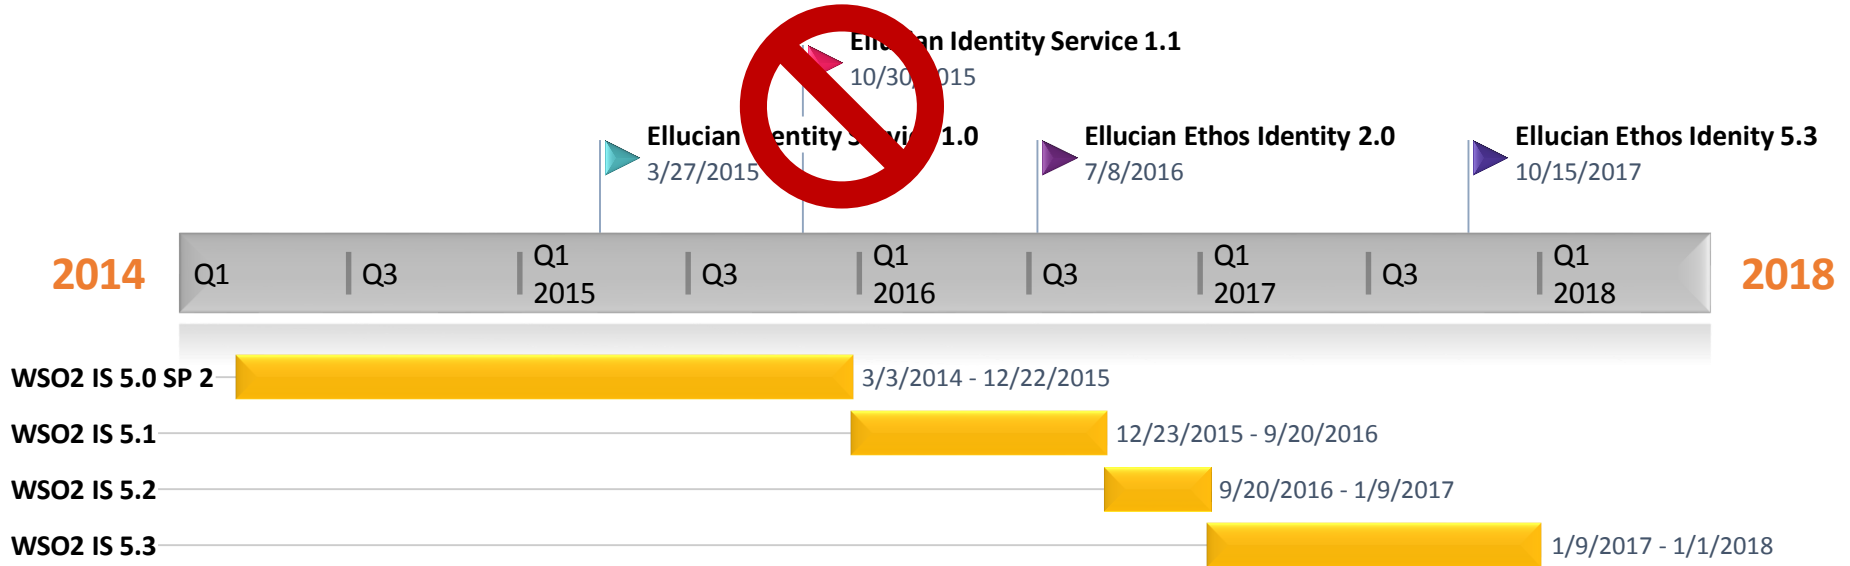 Ellucian Identity Service 1.1
10/30/2015
Ellucian Identity Service 1.0
3/27/2015
Ellucian Ethos Identity 2.0
7/8/2016
Ellucian Ethos Idenity 5.3
10/15/2017
2014
Q1
Q3
Q1
2015
Q3
Q1
2016
Q3
Q1
2017
Q3
Q1
2018
2018
WSO2 IS 5.0 SP 2
3/3/2014 - 12/22/2015
WSO2 IS 5.1
12/23/2015 - 9/20/2016
WSO2 IS 5.2
9/20/2016 - 1/9/2017
WSO2 IS 5.3
1/9/2017 - 1/1/2018